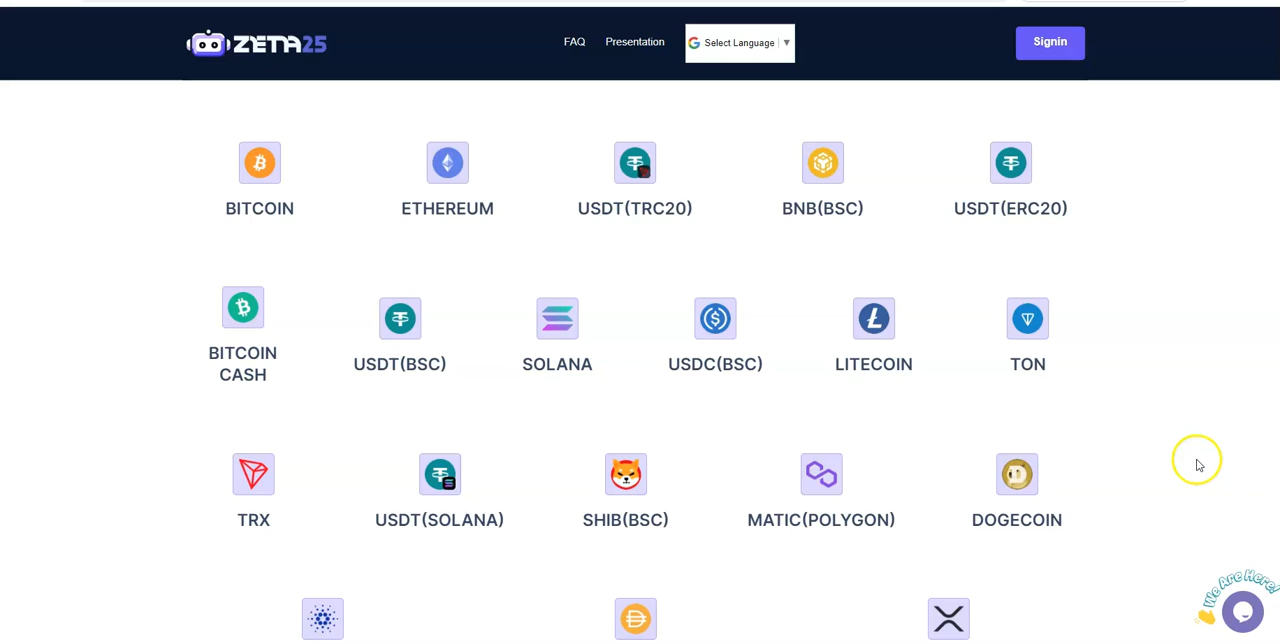 ZETA25
FAQ
Presentation
Select Language
Signin
BITCOIN
ETHEREUM
USDT(TRC20)
BNB(BSC)
USDT(ERC20)
BITCOIN
CASH
USDT(BSC)
SOLANA
USDC(BSC)
LITECOIN
TON
TRX
USDT(SOLANA)
SHIB(BSC)
MATIC(POLYGON)
DOGECOIN
We Are Here!